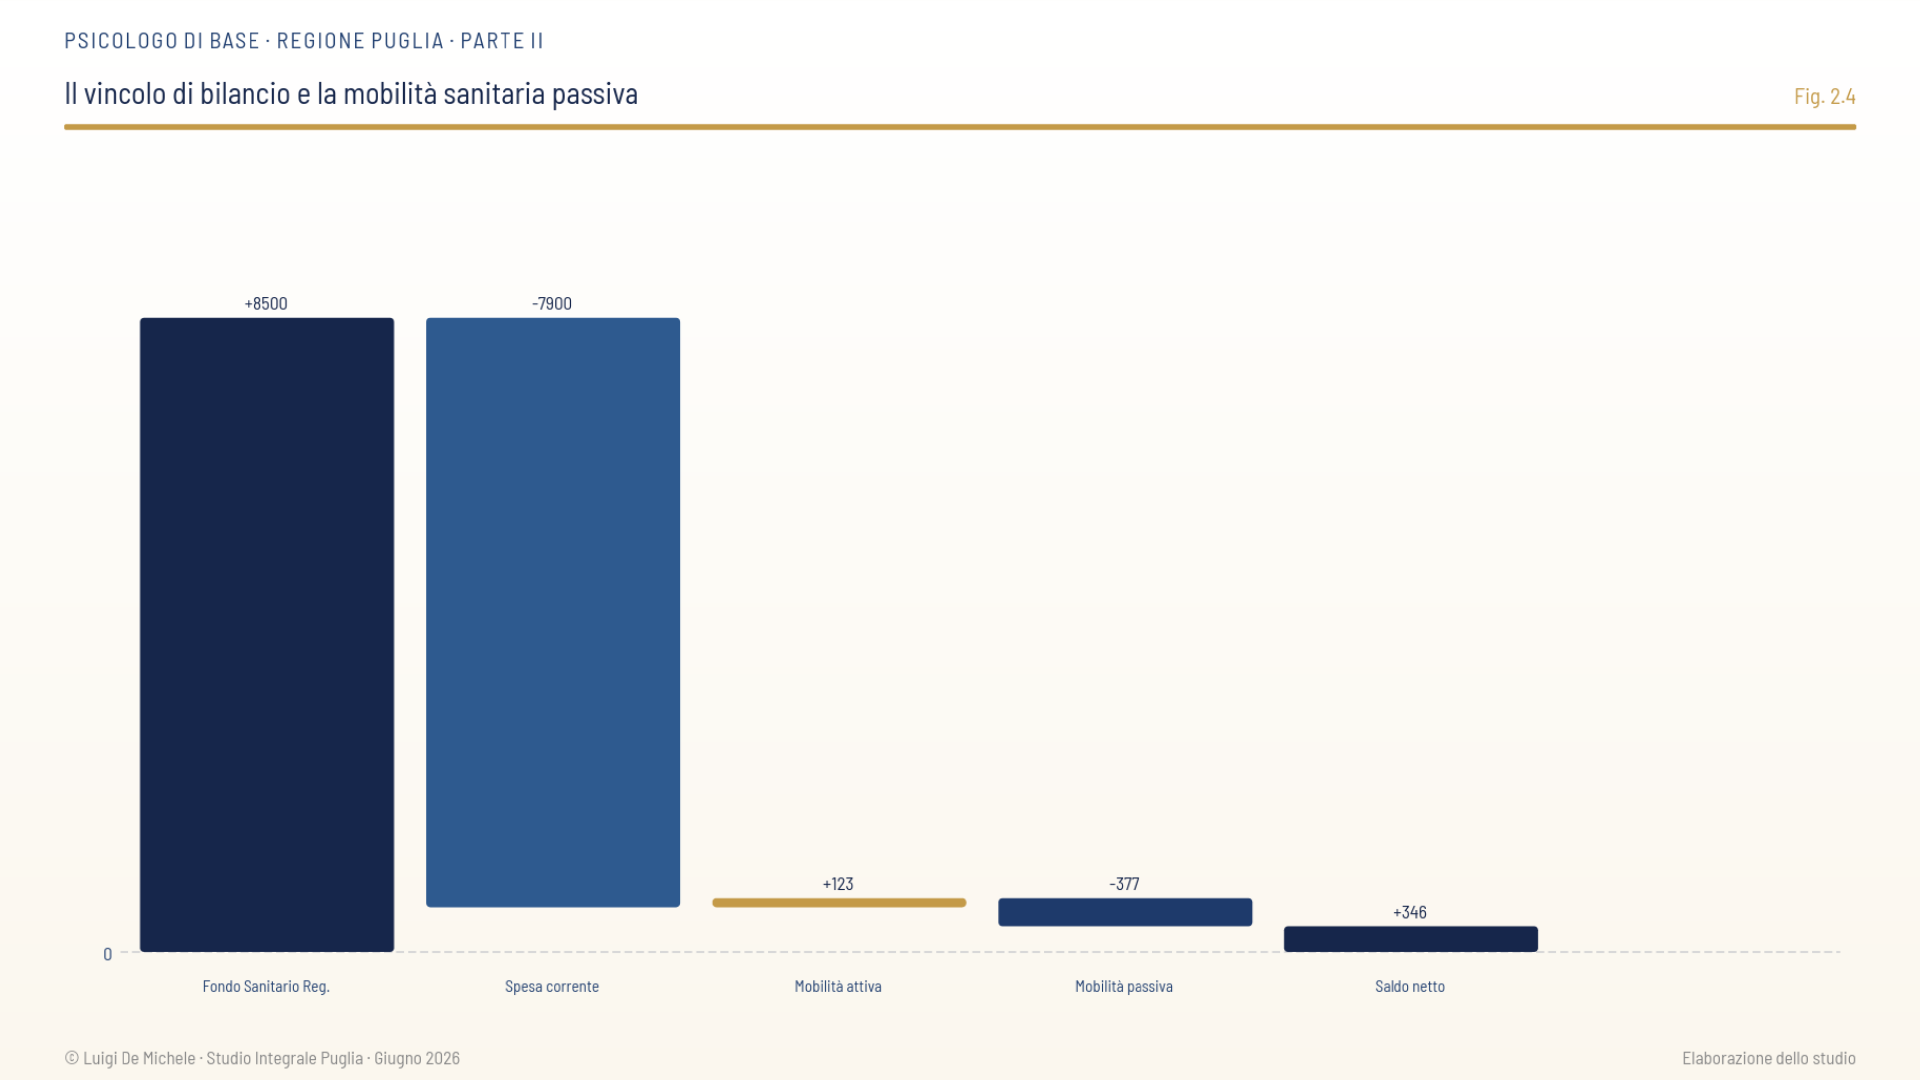 PSICOLOGO DI BASE · REGIONE PUGLIA · PARTE II
Il vincolo di bilancio e la mobilità sanitaria passiva
Fig. 2.4
+8500
-7900
+123
-377
+346
0
Fondo Sanitario Reg.
Spesa corrente
Mobilità attiva
Mobilità passiva
Saldo netto
© Luigi De Michele · Studio Integrale Puglia · Giugno 2026
Elaborazione dello studio